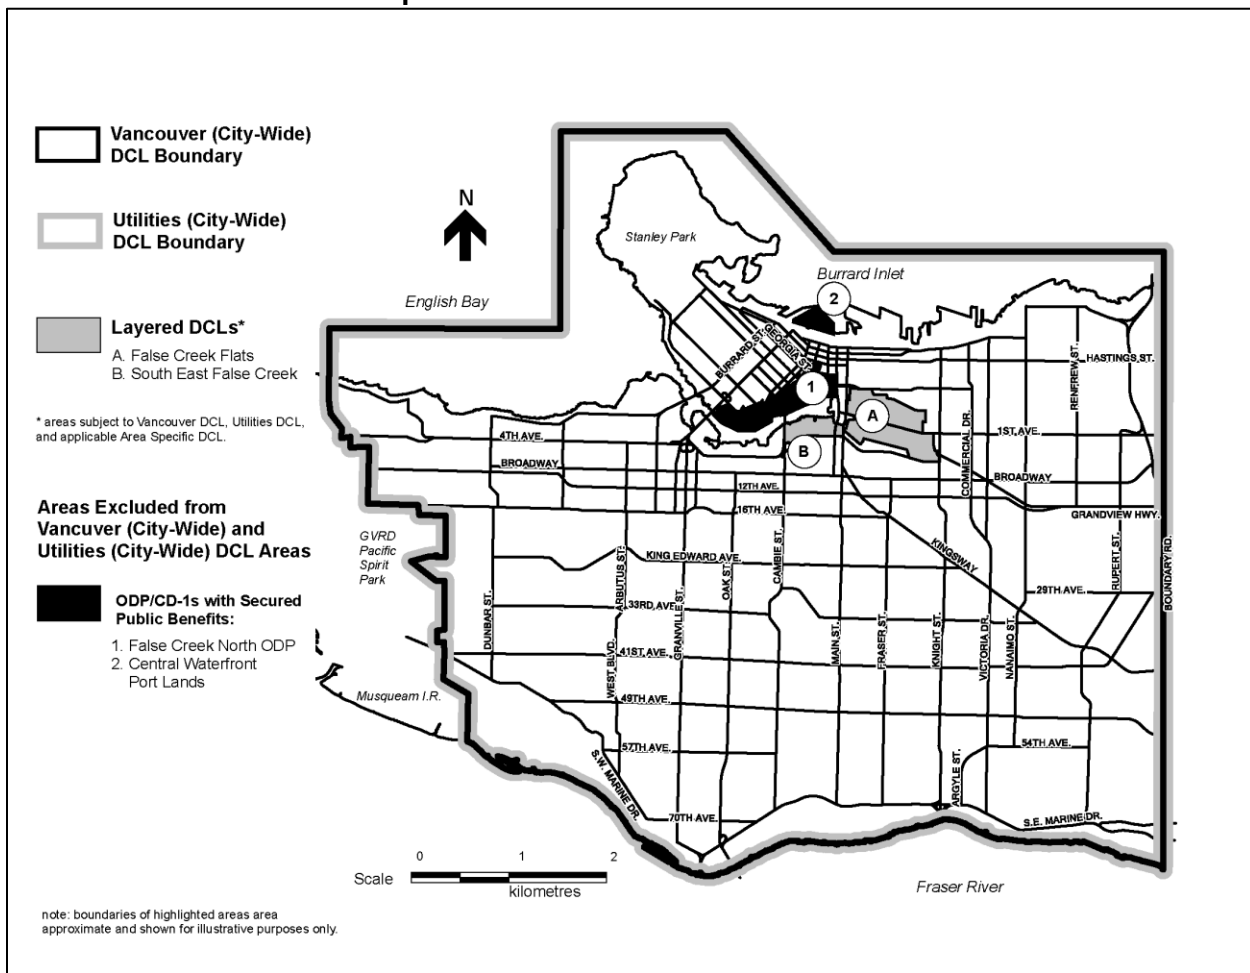 Vancouver (City-Wide)
DCL Boundary
Utilities (City-Wide)
DCL Boundary
Layered DCLs*
A. False Creek Flats
B. South East False Creek
* areas subject to Vancouver DCL, Utilities DCL,
and applicable Area Specific DCL.
Areas Excluded from
Vancuver (City-Wide) and
Utilities (City-Wide) DCL Areas
ODP/CD-1s with Secured
Public Benefits:
1. False Creek North ODP
2. Central Waterfront
Port Lands
note: boundaries of highlighted areas area
approximate and shown for illustrative purposes only.
N
English Bay
Stanley Park
Burrard Inlet
2
1
A
B
BURRARD ST.
GEORGIA ST.
HASTINGS ST.
RENFREW ST.
COMMERCIAL DR.
1ST AVE.
4TH AVE.
BROADWAY
BROADWAY
12TH AVE.
16TH AVE.
GRANDVIEW HWY.
GVRD
Pacific
Spirit
Park
KING EDWARD AVE.
KINGSWAY
CAMBIE ST.
OAK ST.
ARBUTUS ST.
GRANVILLE ST.
DUNBAR ST.
RUPERT ST.
BOUNDARY RD.
29TH AVE.
33RD AVE.
41ST AVE.
WEST BLVD.
MAIN ST.
FRASER ST.
KNIGHT ST.
VICTORIA DR.
NANAIMO ST.
49TH AVE.
Musqueam I.R.
57TH AVE.
54TH AVE.
S.W. MARINE DR.
ARGYLE ST.
70TH AVE.
S.E. MARINE DR.
Fraser River
0 1 2
Scale
kilometres